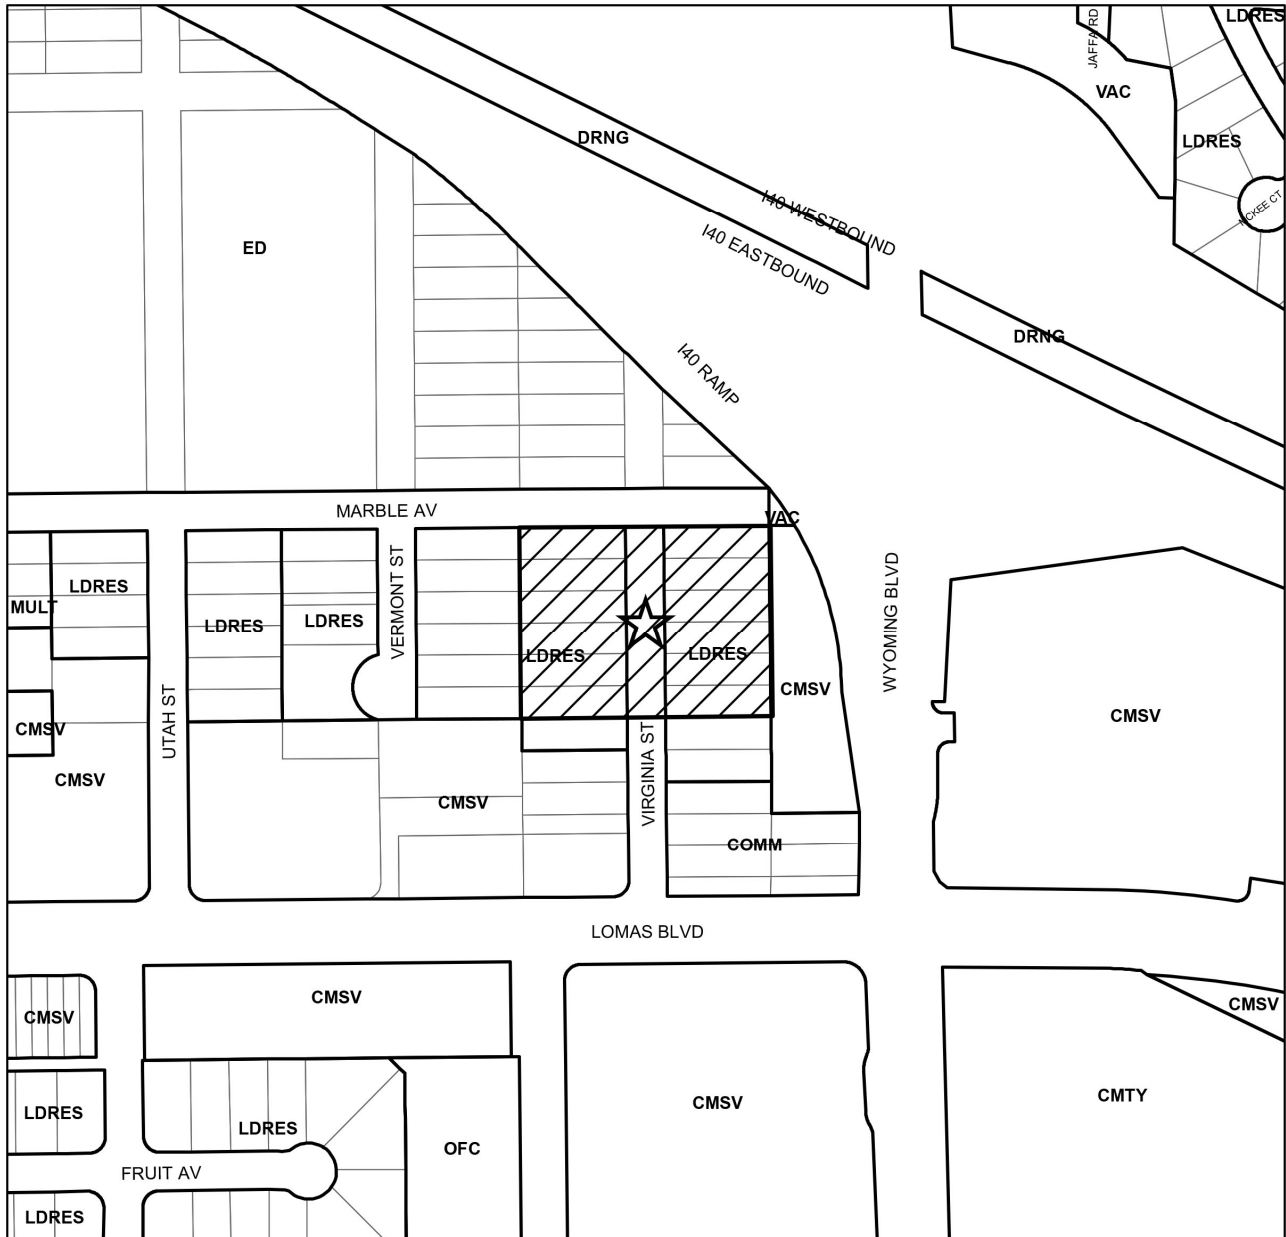 LDRES
JAFFA RD
VAC
DRNG
LDRES
I40 WESTBOUND
MCKEE CT
I40 EASTBOUND
ED
DRNG
I40 RAMP
MARBLE AV
VAC
VERMONT ST
WYOMING BLVD
LDRES
MULT
LDRES
LDRES
LDRES
LDRES
CMSV
CMSV
UTAH ST
CMSV
VIRGINIA ST
CMSV
CMSV
COMM
LOMAS BLVD
CMSV
CMSV
CMSV
CMSV
CMTY
LDRES
LDRES
OFC
FRUIT AV
LDRES